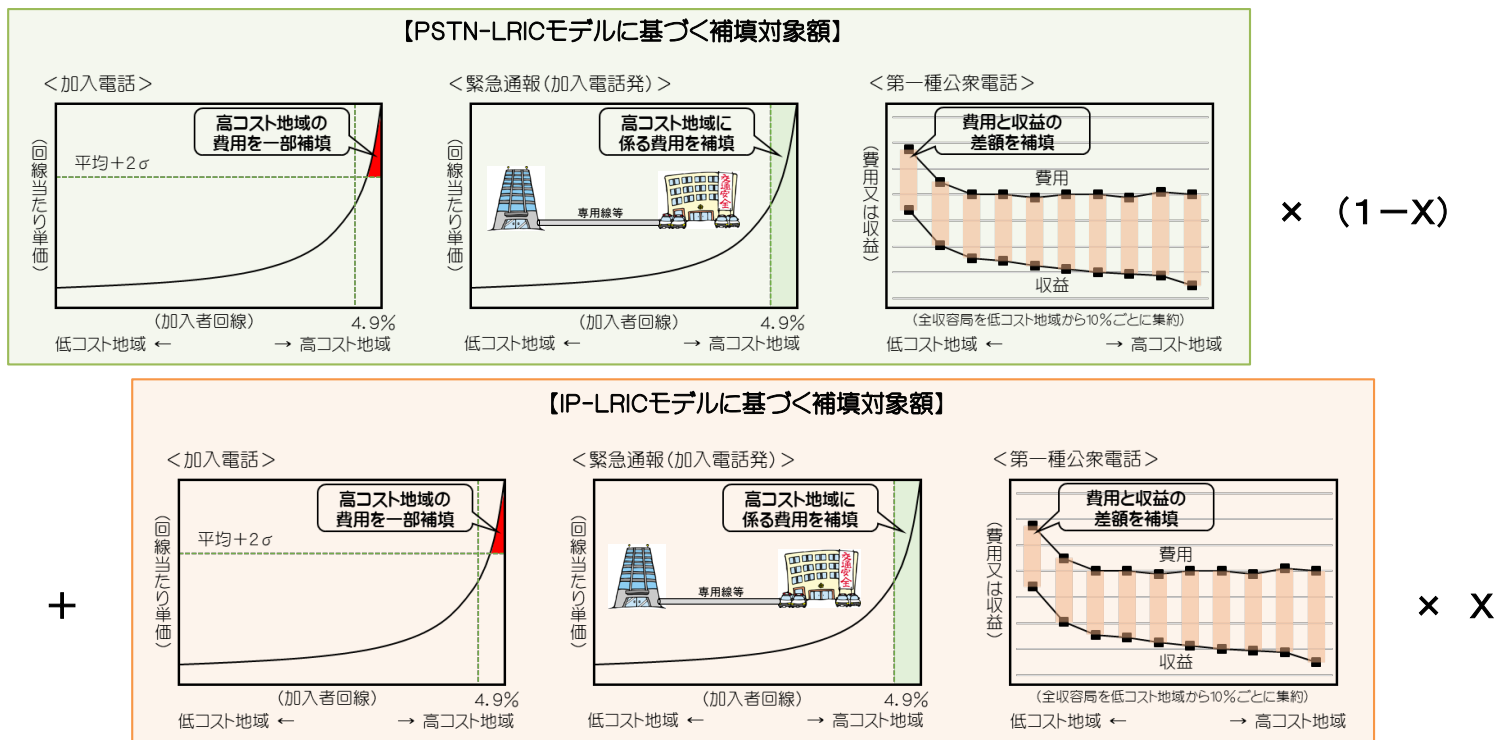 【PSTN-LRICモデルに基づく補填対象額】
＜加入電話＞
(回線当たり単価)
高コスト地域の
費用を一部補填
平均＋2σ
(加入者回線)
4.9%
低コスト地域 ←
→ 高コスト地域
＜緊急通報(加入電話発)＞
(回線当たり単価)
高コスト地域に
係る費用を補填
交通安全
専用線等
(加入者回線)
4.9%
低コスト地域 ←
→ 高コスト地域
＜第一種公衆電話＞
(費用又は収益)
費用と収益の
差額を補填
費用
収益
(全収容局を低コスト地域から10%ごとに集約)
低コスト地域 ←
→ 高コスト地域
× (1－X)
＋
【IP-LRICモデルに基づく補填対象額】
＜加入電話＞
(回線当たり単価)
高コスト地域の
費用を一部補填
平均＋2σ
(加入者回線)
4.9%
低コスト地域 ←
→ 高コスト地域
＜緊急通報(加入電話発)＞
(回線当たり単価)
高コスト地域に
係る費用を補填
交通安全
専用線等
(加入者回線)
4.9%
低コスト地域 ←
→ 高コスト地域
＜第一種公衆電話＞
(費用又は収益)
費用と収益の
差額を補填
費用
収益
(全収容局を低コスト地域から10%ごとに集約)
低コスト地域 ←
→ 高コスト地域
× X